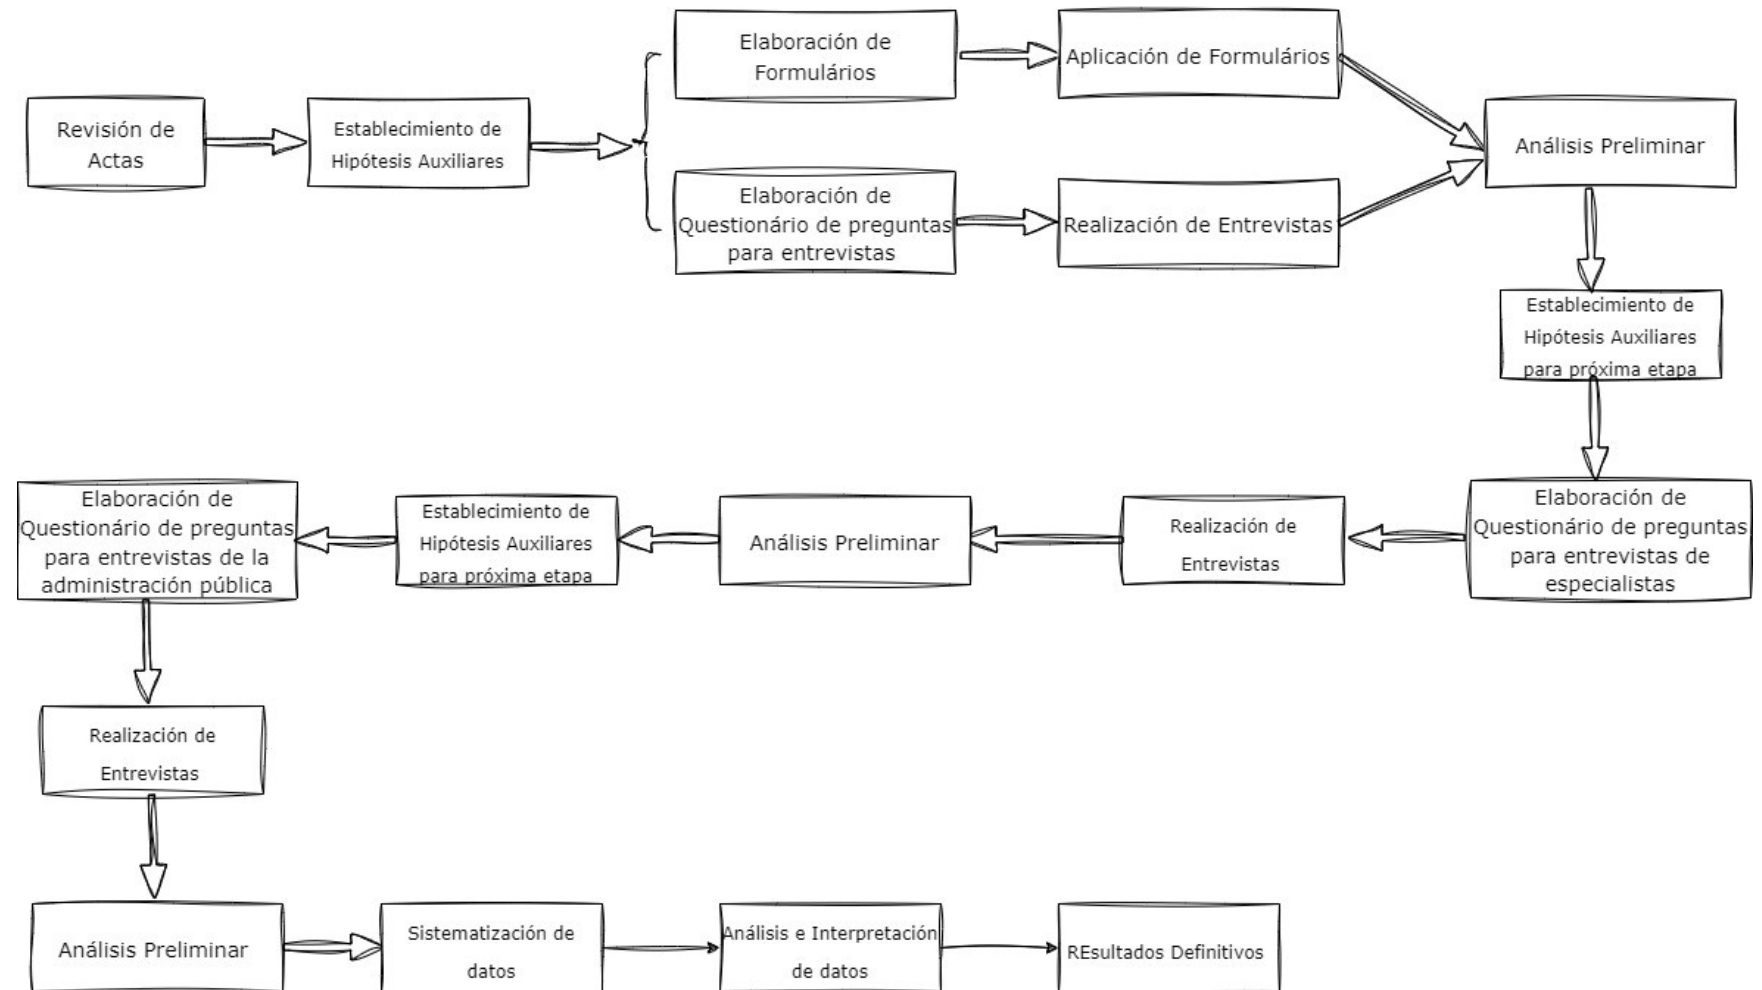 Revisión de
Actas
Establecimiento de
Hipótesis Auxiliares
Elaboración de
Formulários
Aplicación de Formulários
Elaboración de
Questionário de preguntas
para entrevistas
Realización de Entrevistas
Análisis Preliminar
Establecimiento de
Hipótesis Auxiliares
para próxima etapa
Elaboración de
Questionário de preguntas
para entrevistas de
especialistas
Realización de
Entrevistas
Análisis Preliminar
Establecimiento de
Hipótesis Auxiliares
para próxima etapa
Elaboración de
Questionário de preguntas
para entrevistas de la
administración pública
Realización de
Entrevistas
Análisis Preliminar
Sistematización de
datos
Análisis e Interpretación
de datos
REsultados Definitivos